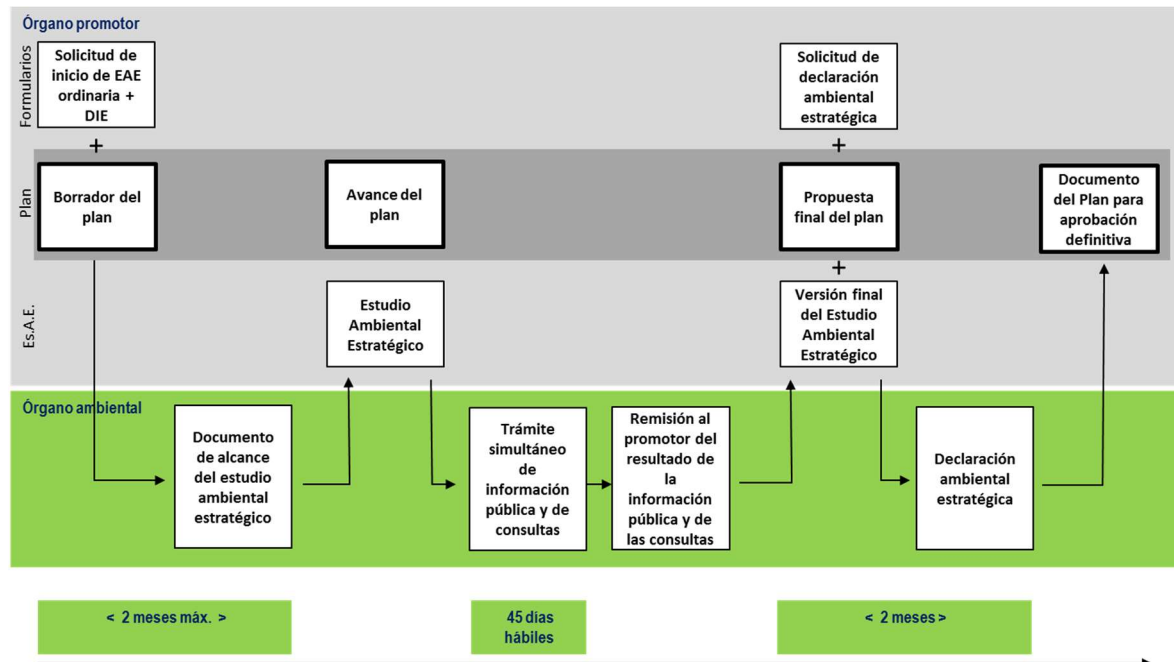 Órgano promotor
Formularios
Solicitud de
inicio de EAE
ordinaria +
DIE
Solicitud de
declaración
ambiental
estratégica
+
+
Plan
Borrador del
plan
Avance del
plan
Propuesta
final del plan
Documento
del Plan para
aprobación
definitiva
+
Es.A.E.
Estudio
Ambiental
Estratégico
Versión final
del Estudio
Ambiental
Estratégico
Órgano ambiental
Documento
de alcance
del estudio
ambiental
estratégico
Trámite
simultáneo
de
información
pública y de
consultas
Remisión al
promotor del
resultado de
la
información
pública y de
las consultas
Declaración
ambiental
estratégica
< 2 meses máx. >
45 días
hábiles
< 2 meses >